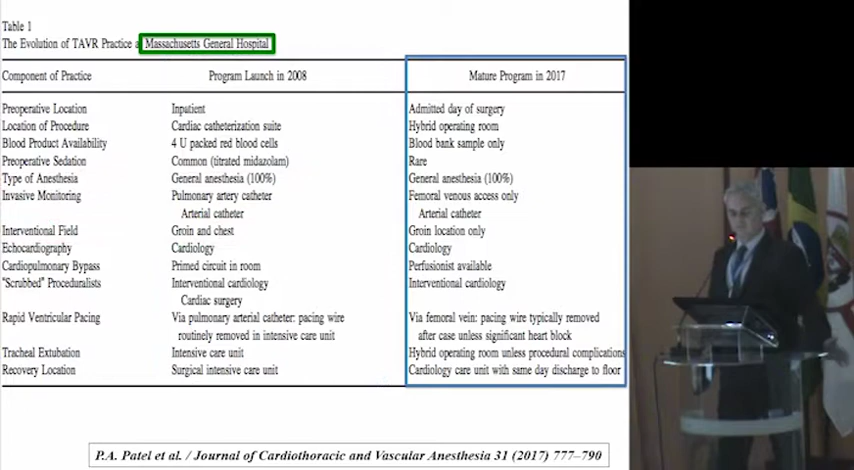 Table 1
The Evolution of TAVR Practice a Massachusetts General Hospital
Component of Practice Program Launch in 2008 Mature Program in 2017
Preoperative Location Inpatient Admitted day of surgery
Location of Procedure Cardiac catheterization suite Hybrid operating room
Blood Product Availability 4 U packed red blood cells Blood bank sample only
Preoperative Sedation Common (titrated midazolam) Rare
Type of Anesthesia General anesthesia (100%) General anesthesia (100%)
Invasive Monitoring Pulmonary artery catheter Femoral venous access only
Arterial catheter Arterial catheter
Interventional Field Groin and chest Groin location only
Echocardiography Cardiology Cardiology
Cardiopulmonary Bypass Primed circuit in room Perfusionist available
"Scrubbed" Proceduralists Interventional cardiology Interventional cardiology
Cardiac surgery
Rapid Ventricular Pacing Via pulmonary arterial catheter: pacing wire Via femoral vein: pacing wire typically removed
routinely removed in intensive care unit after case unless significant heart block
Tracheal Extubation Intensive care unit Hybrid operating room unless procedural complications
Recovery Location Surgical intensive care unit Cardiology care unit with same day discharge to floor
P.A. Patel et al. / Journal of Cardiothoracic and Vascular Anesthesia 31 (2017) 777–790